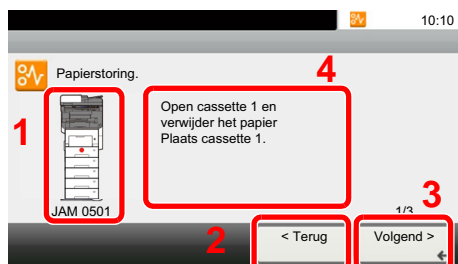 10:10
Papierstoring.
4
1
Open cassette 1 en
verwijder het papier
Plaats cassette 1.
JAM 0501
1/3
3
2
< Terug
Volgend >